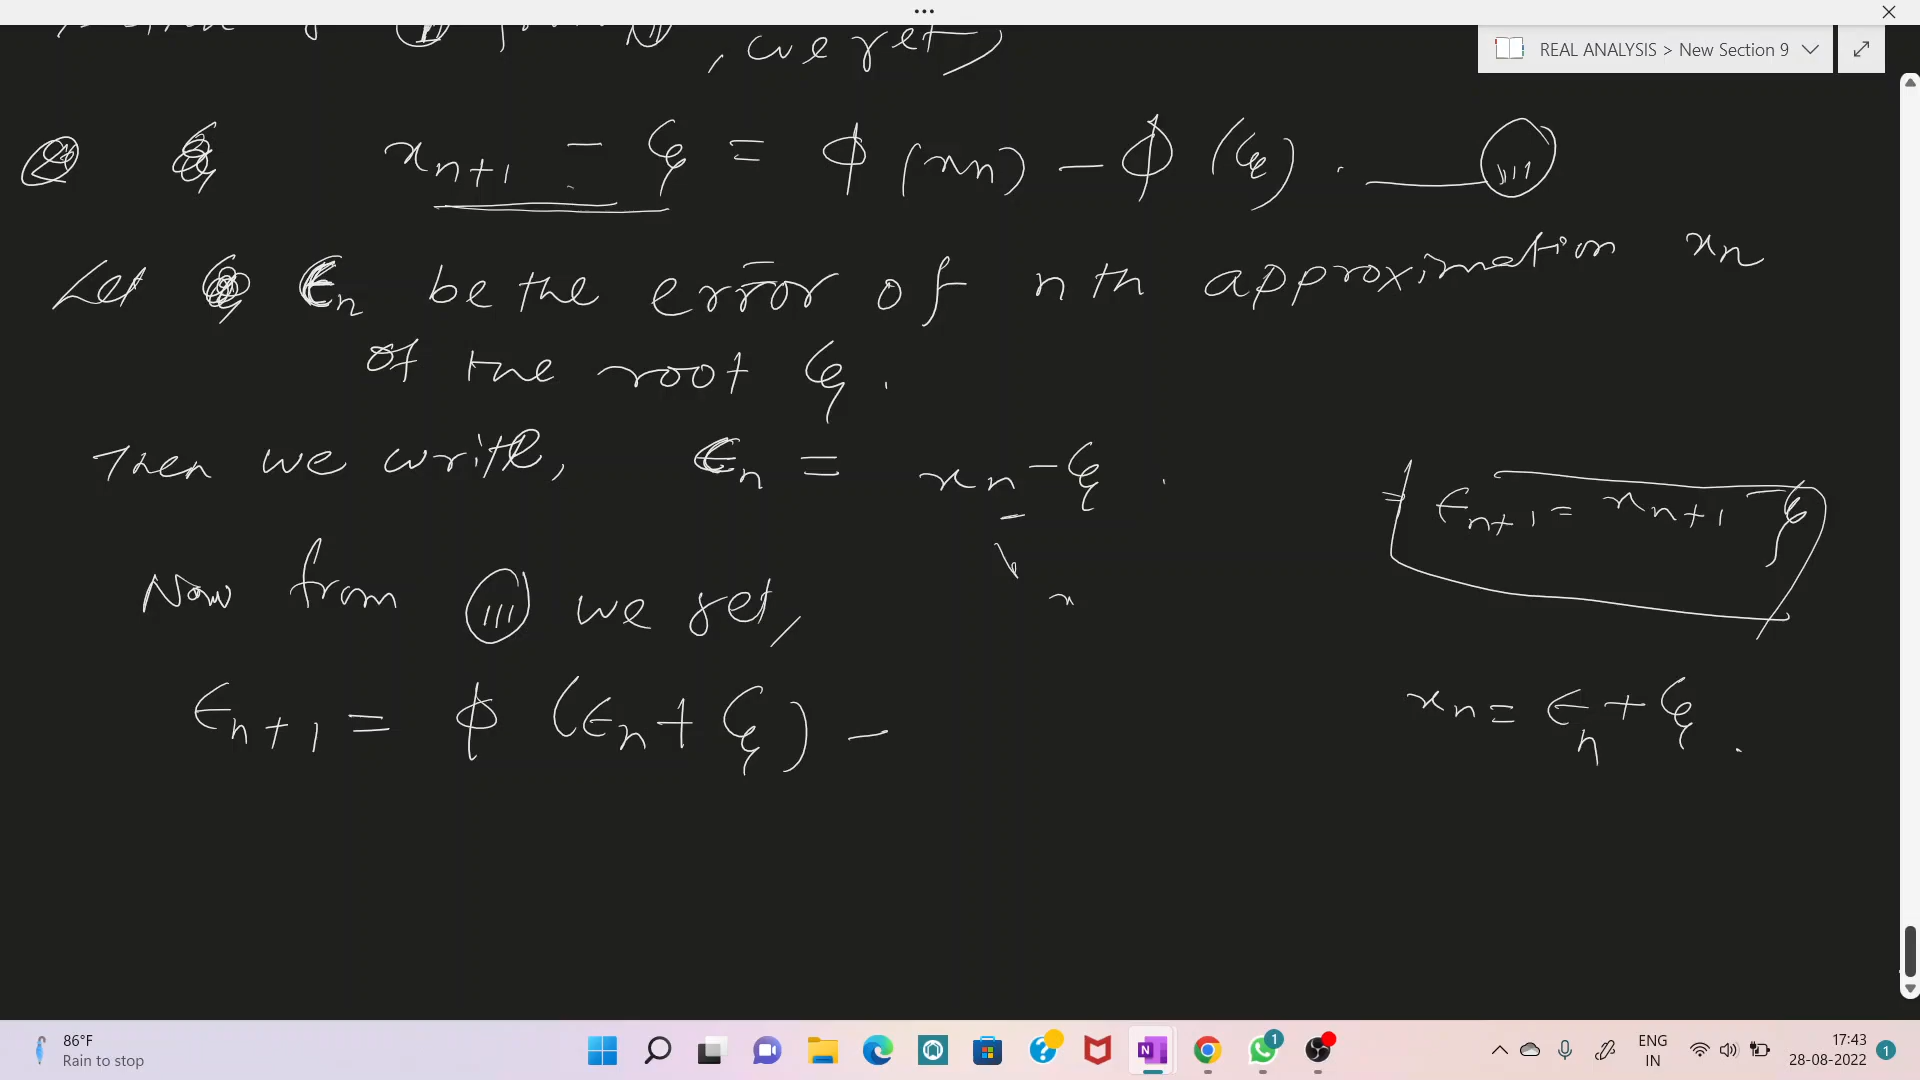 , we get,
REAL ANALYSIS > New Section 9
xₙ₊₁ - ξ = ϕ(xₙ) - ϕ(ξ). — (III)
Let ϵₙ be the error of nth approximation xₙ
of the root ξ.
Then we write, ϵₙ = xₙ - ξ.
⇒ ϵₙ₊₁ = xₙ₊₁ - ξ
Now from (III) we get,
ϵₙ₊₁ = ϕ(ϵₙ + ξ) -
xₙ = ϵₙ + ξ.
86°F
Rain to stop
1
ENG
IN
17:43
28-08-2022
1